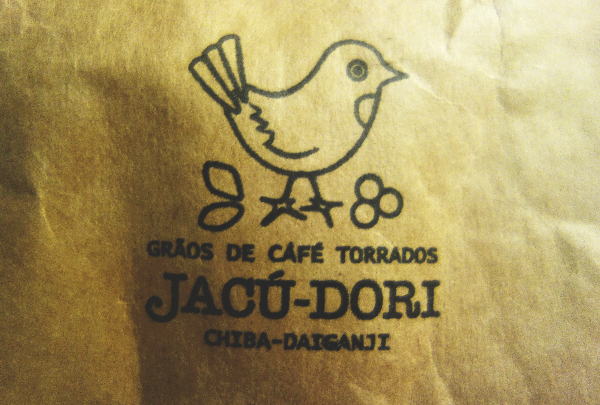 GRÃOS DE CAFÉ TORRADOS
JACÚ-DORI
CHIBA-DAIGANJI